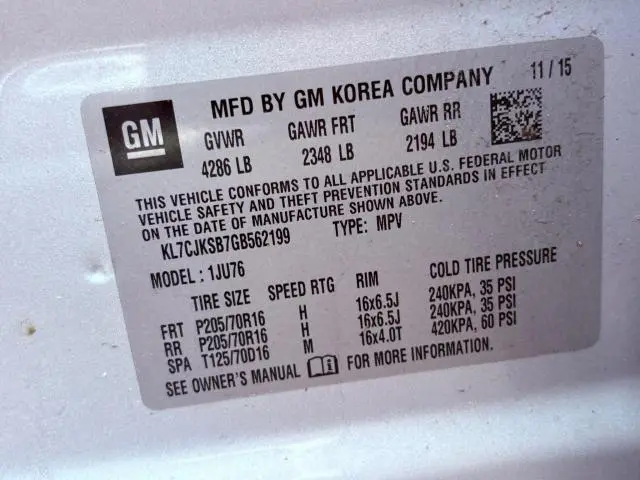 GM
MFD BY GM KOREA COMPANY 11/15
GVWR GAWR FRT GAWR RR
4286 LB 2348 LB 2194 LB
THIS VEHICLE CONFORMS TO ALL APPLICABLE U.S. FEDERAL MOTOR
VEHICLE SAFETY AND THEFT PREVENTION STANDARDS IN EFFECT
ON THE DATE OF MANUFACTURE SHOWN ABOVE.
KL7CJKSB7GB562199 TYPE: MPV
MODEL: 1JU76
TIRE SIZE SPEED RTG RIM COLD TIRE PRESSURE
FRT P205/70R16 H 16x6.5J 240KPA, 35 PSI
RR P205/70R16 H 16x6.5J 240KPA, 35 PSI
SPA T125/70D16 M 16x4.0T 420KPA, 60 PSI
SEE OWNER'S MANUAL FOR MORE INFORMATION.